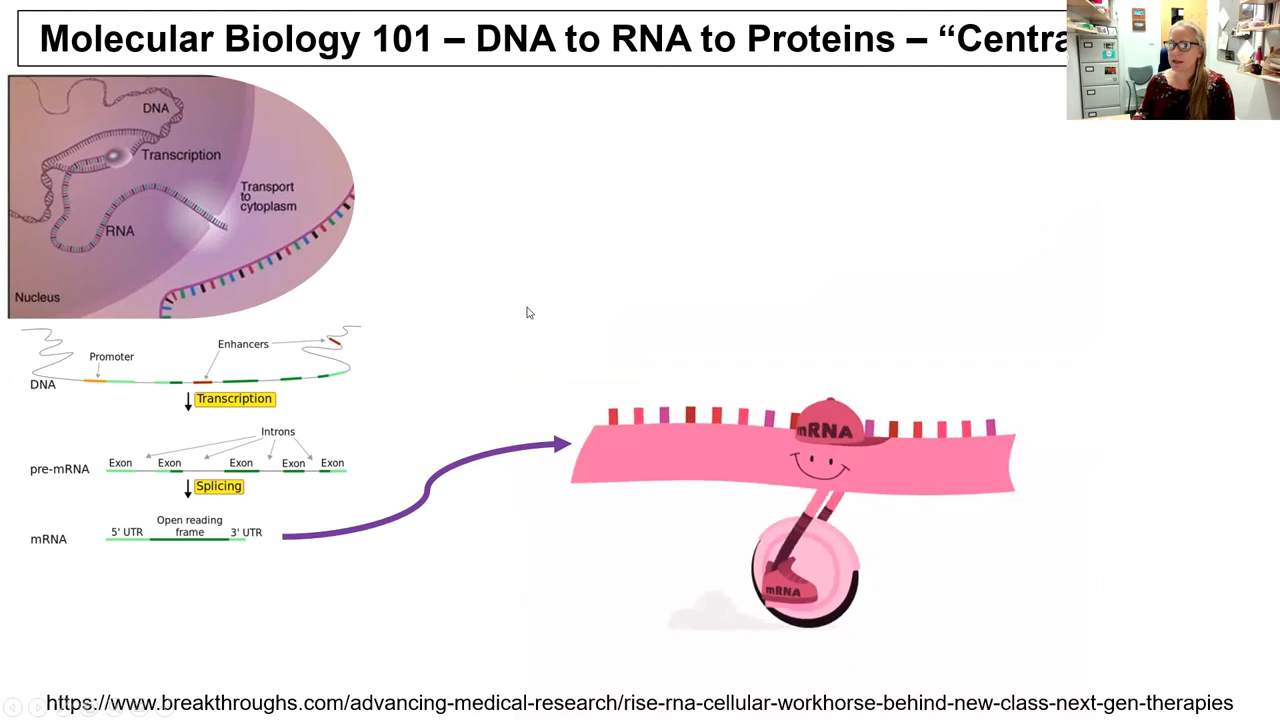 Molecular Biology 101 – DNA to RNA to Proteins – “Centra
DNA
Transcription
Transport
to
cytoplasm
RNA
Nucleus
Enhancers
Promoter
DNA
Transcription
Introns
Exon Exon Exon Exon Exon
pre-mRNA
Splicing
Open reading
5' UTR frame 3' UTR
mRNA
mRNA
mRNA
https://www.breakthroughs.com/advancing-medical-research/rise-rna-cellular-workhorse-behind-new-class-next-gen-therapies